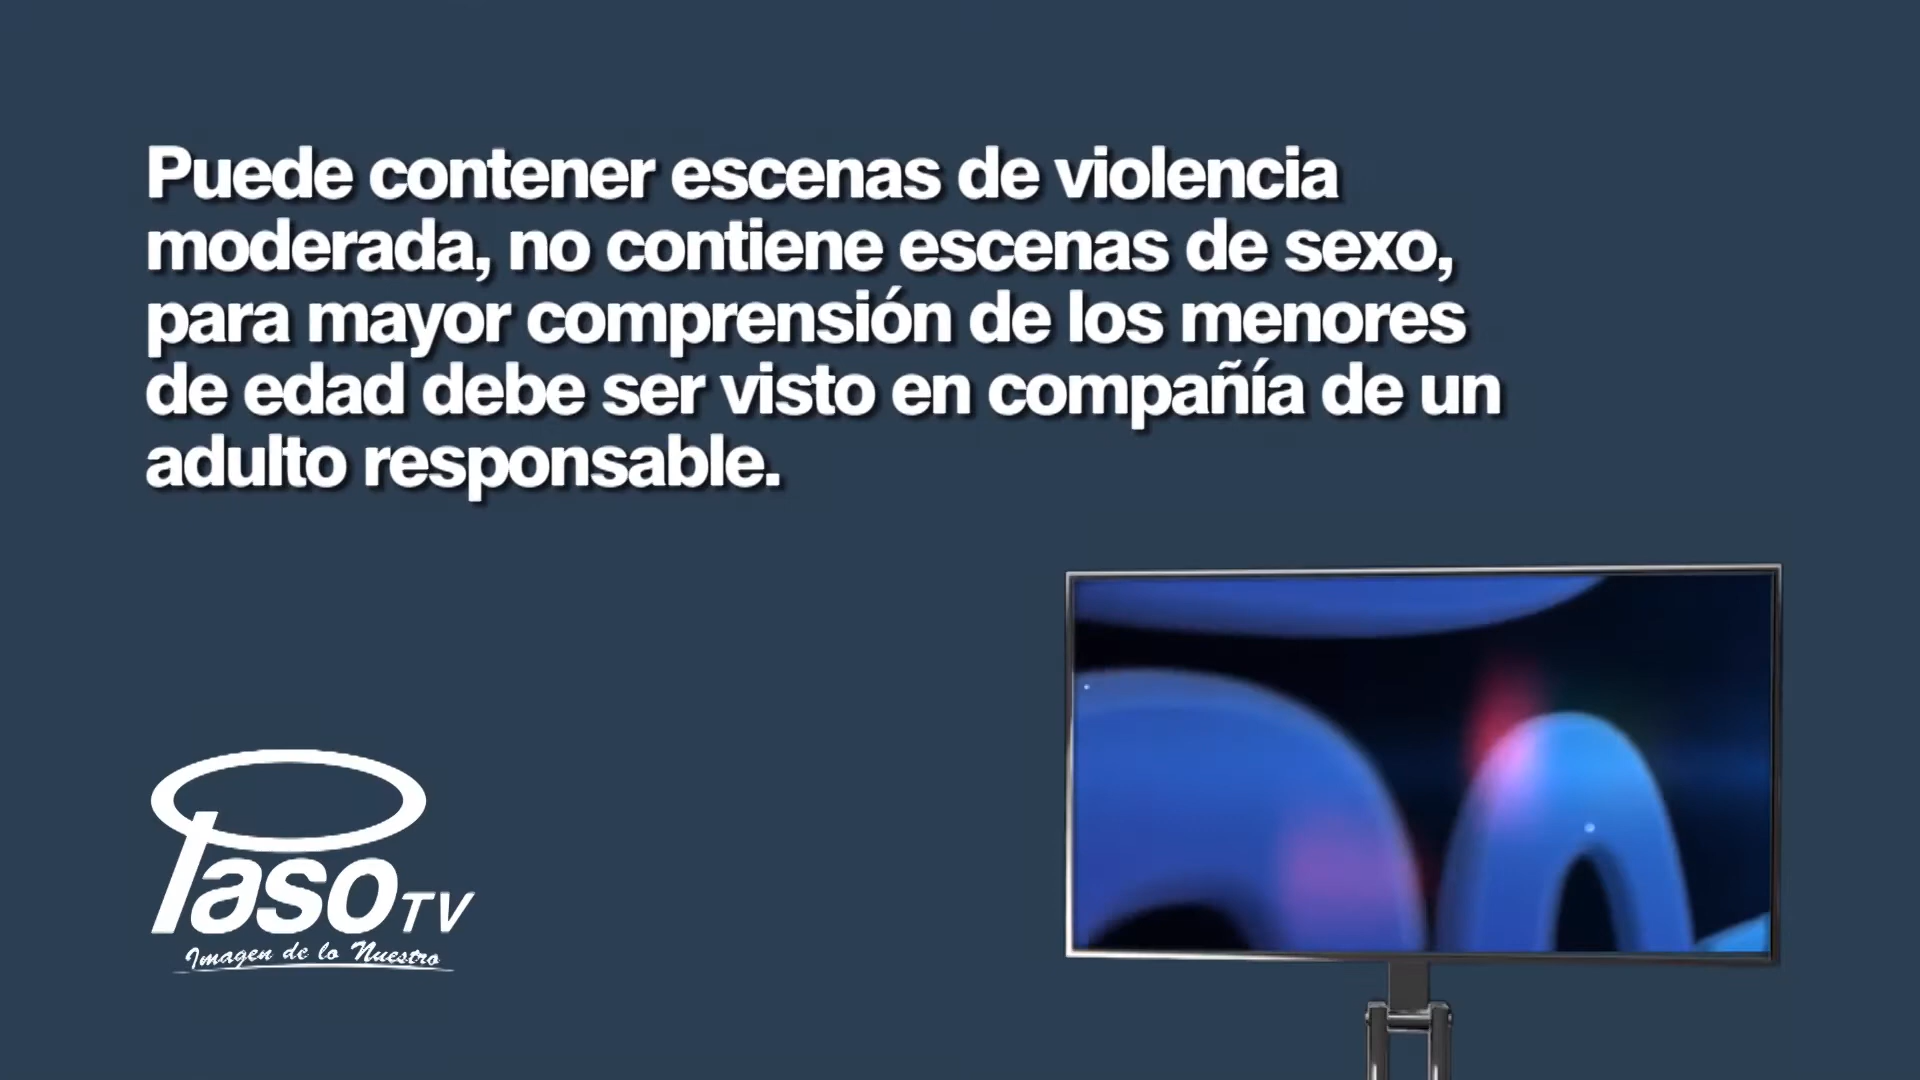 Puede contener escenas de violencia
moderada, no contiene escenas de sexo,
para mayor comprensión de los menores
de edad debe ser visto en compañía de un
adulto responsable.
Paso TV
Imagen de lo Nuestro